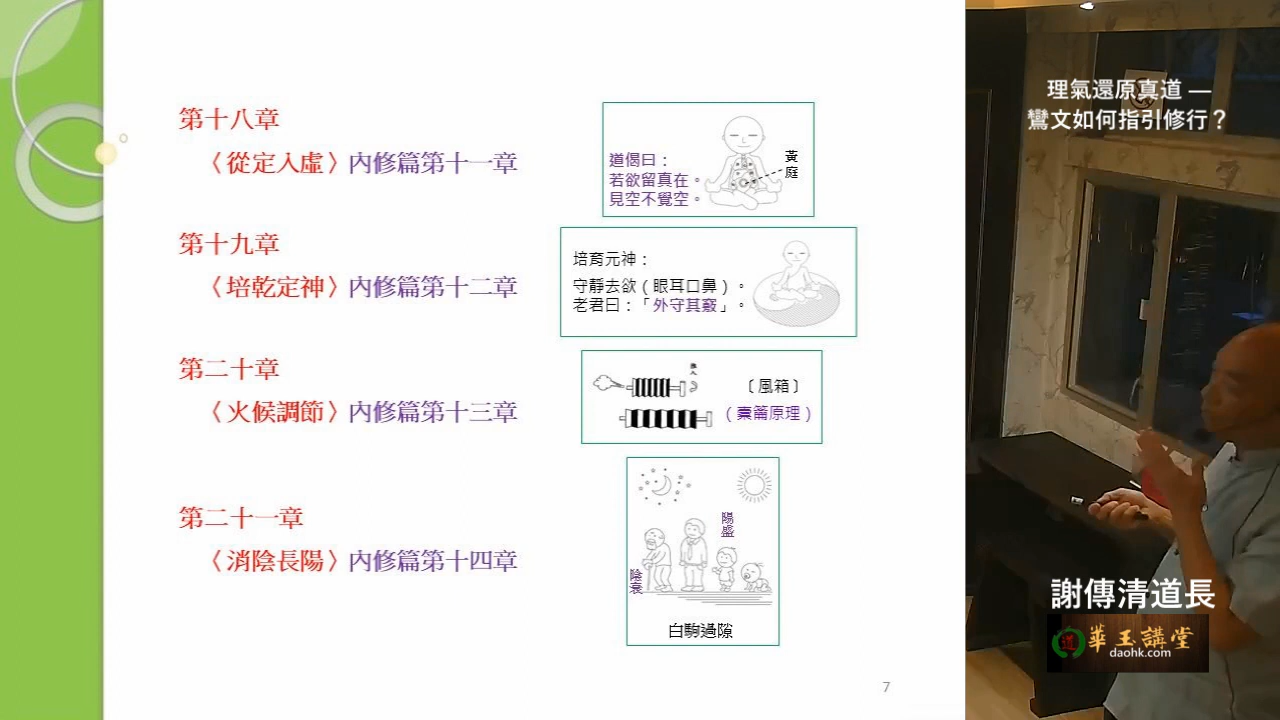 第十八章
〈從定入虛〉內修篇第十一章
道偈曰：
若欲留真在。
見空不覺空。
黃庭
第十九章
〈培乾定神〉內修篇第十二章
培育元神：
守靜去欲（眼耳口鼻）。
老君曰：「外守其竅」。
第二十章
〈火候調節〉內修篇第十三章
〔風箱〕
（橐籥原理）
第二十一章
〈消陰長陽〉內修篇第十四章
陽盛
陰衰
白駒過隙
7
理氣還原真道 —
鸞文如何指引修行？
謝傳清道長
道 華玉講堂
daohk.com